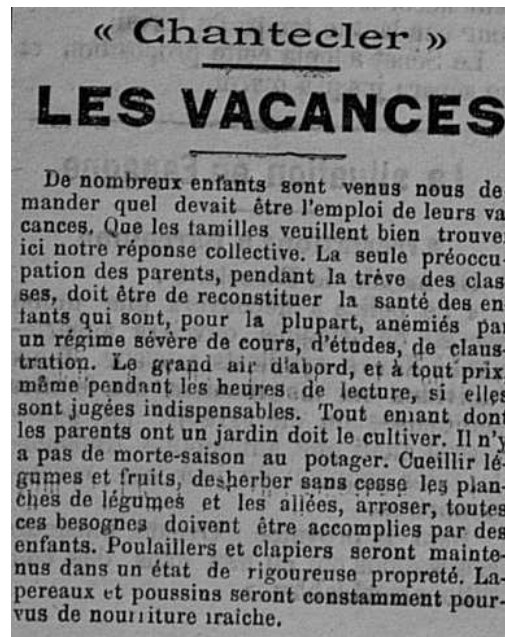 « Chantecler »
LES VACANCES
De nombreux enfants sont venus nous de-
mander quel devait être l'emploi de leurs va
cances. Que les familles veuillent bien trouve
ici notre réponse collective. La seule préoccu-
pation des parents, pendant la trêve des clas
ses, doit être de reconstituer la santé des en-
fants qui sont, pour la plupart, anémiés pa
un régime sévère de cours, d'études, de claus-
tration. Le grand air d'abord, et à tout prix
même pendant les heures de lecture, si elles
sont jugées indispensables. Tout enfant dont
les parents ont un jardin doit le cultiver. Il n'y
a pas de morte-saison au potager. Cueillir lé-
gumes et fruits, desherber sans cesse les plan-
ches de légumes et les allées, arroser, toutes
ces besognes doivent être accomplies par des
enfants. Poulaillers et clapiers seront mainte-
nus dans un état de rigoureuse propreté. La-
pereaux et poussins seront constamment pour-
vus de nourriture fraiche.